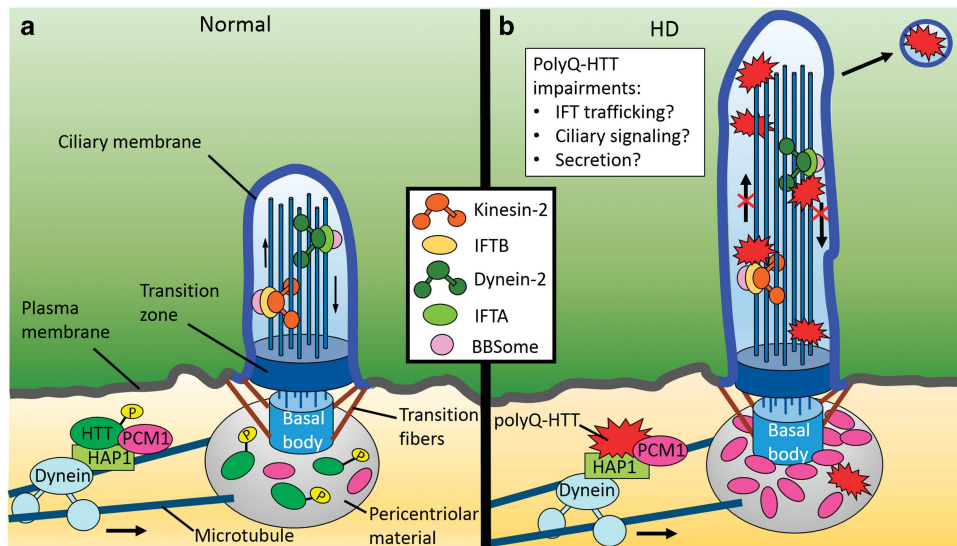 a
Normal
Ciliary membrane
Plasma
membrane
Transition
zone
Basal
body
Transition
fibers
P
HTT
PCM1
HAP1
Dynein
P
P
P
Pericentriolar
material
Microtubule
Kinesin-2
IFTB
Dynein-2
IFTA
BBSome
b
HD
PolyQ-HTT
impairments:
• IFT trafficking?
• Ciliary signaling?
• Secretion?
polyQ-HTT
PCM1
HAP1
Dynein
Basal
body